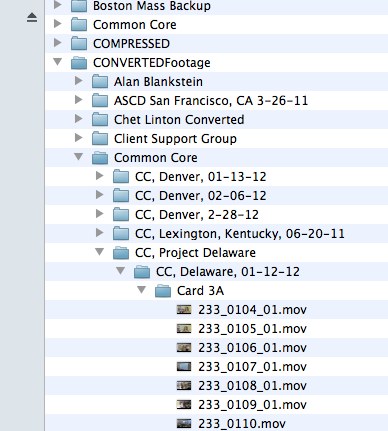 Boston Mass Backup
Common Core
COMPRESSED
CONVERTEDFootage
Alan Blankstein
ASCD San Francisco, CA 3-26-11
Chet Linton Converted
Client Support Group
Common Core
CC, Denver, 01-13-12
CC, Denver, 02-06-12
CC, Denver, 2-28-12
CC, Lexington, Kentucky, 06-20-11
CC, Project Delaware
CC, Delaware, 01-12-12
Card 3A
233_0104_01.mov
233_0105_01.mov
233_0106_01.mov
233_0107_01.mov
233_0108_01.mov
233_0109_01.mov
233_0110.mov